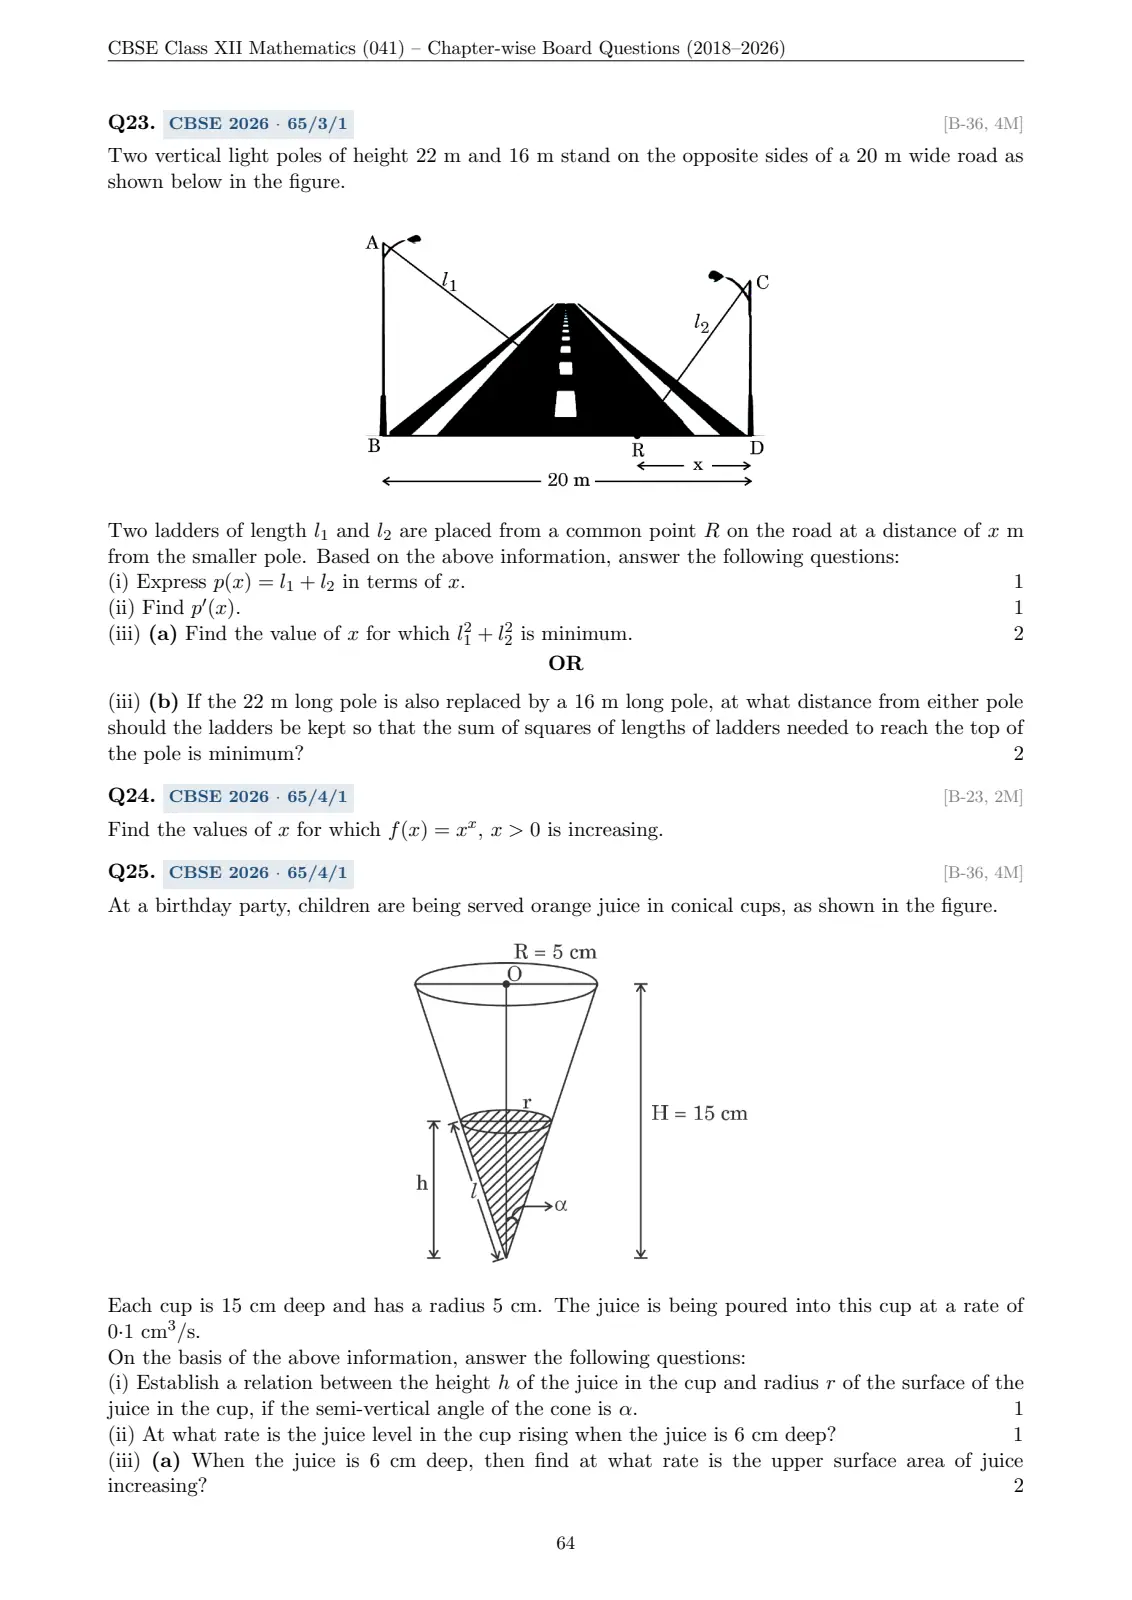 CBSE Class XII Mathematics (041) – Chapter-wise Board Questions (2018–2026)
Q23. CBSE 2026 · 65/3/1 [B-36, 4M]
Two vertical light poles of height 22 m and 16 m stand on the opposite sides of a 20 m wide road as
shown below in the figure.
A
l₁
C
l₂
B
R
D
x
20 m
Two ladders of length l₁ and l₂ are placed from a common point R on the road at a distance of x m
from the smaller pole. Based on the above information, answer the following questions:
(i) Express p(x) = l₁ + l₂ in terms of x. 1
(ii) Find p′(x). 1
(iii) (a) Find the value of x for which l₁² + l₂² is minimum. 2
OR
(iii) (b) If the 22 m long pole is also replaced by a 16 m long pole, at what distance from either pole
should the ladders be kept so that the sum of squares of lengths of ladders needed to reach the top of
the pole is minimum? 2
Q24. CBSE 2026 · 65/4/1 [B-23, 2M]
Find the values of x for which f(x) = xˣ, x > 0 is increasing.
Q25. CBSE 2026 · 65/4/1 [B-36, 4M]
At a birthday party, children are being served orange juice in conical cups, as shown in the figure.
R = 5 cm
O
r
H = 15 cm
h
l
α
Each cup is 15 cm deep and has a radius 5 cm. The juice is being poured into this cup at a rate of
0·1 cm³/s.
On the basis of the above information, answer the following questions:
(i) Establish a relation between the height h of the juice in the cup and radius r of the surface of the
juice in the cup, if the semi-vertical angle of the cone is α. 1
(ii) At what rate is the juice level in the cup rising when the juice is 6 cm deep? 1
(iii) (a) When the juice is 6 cm deep, then find at what rate is the upper surface area of juice
increasing? 2
64